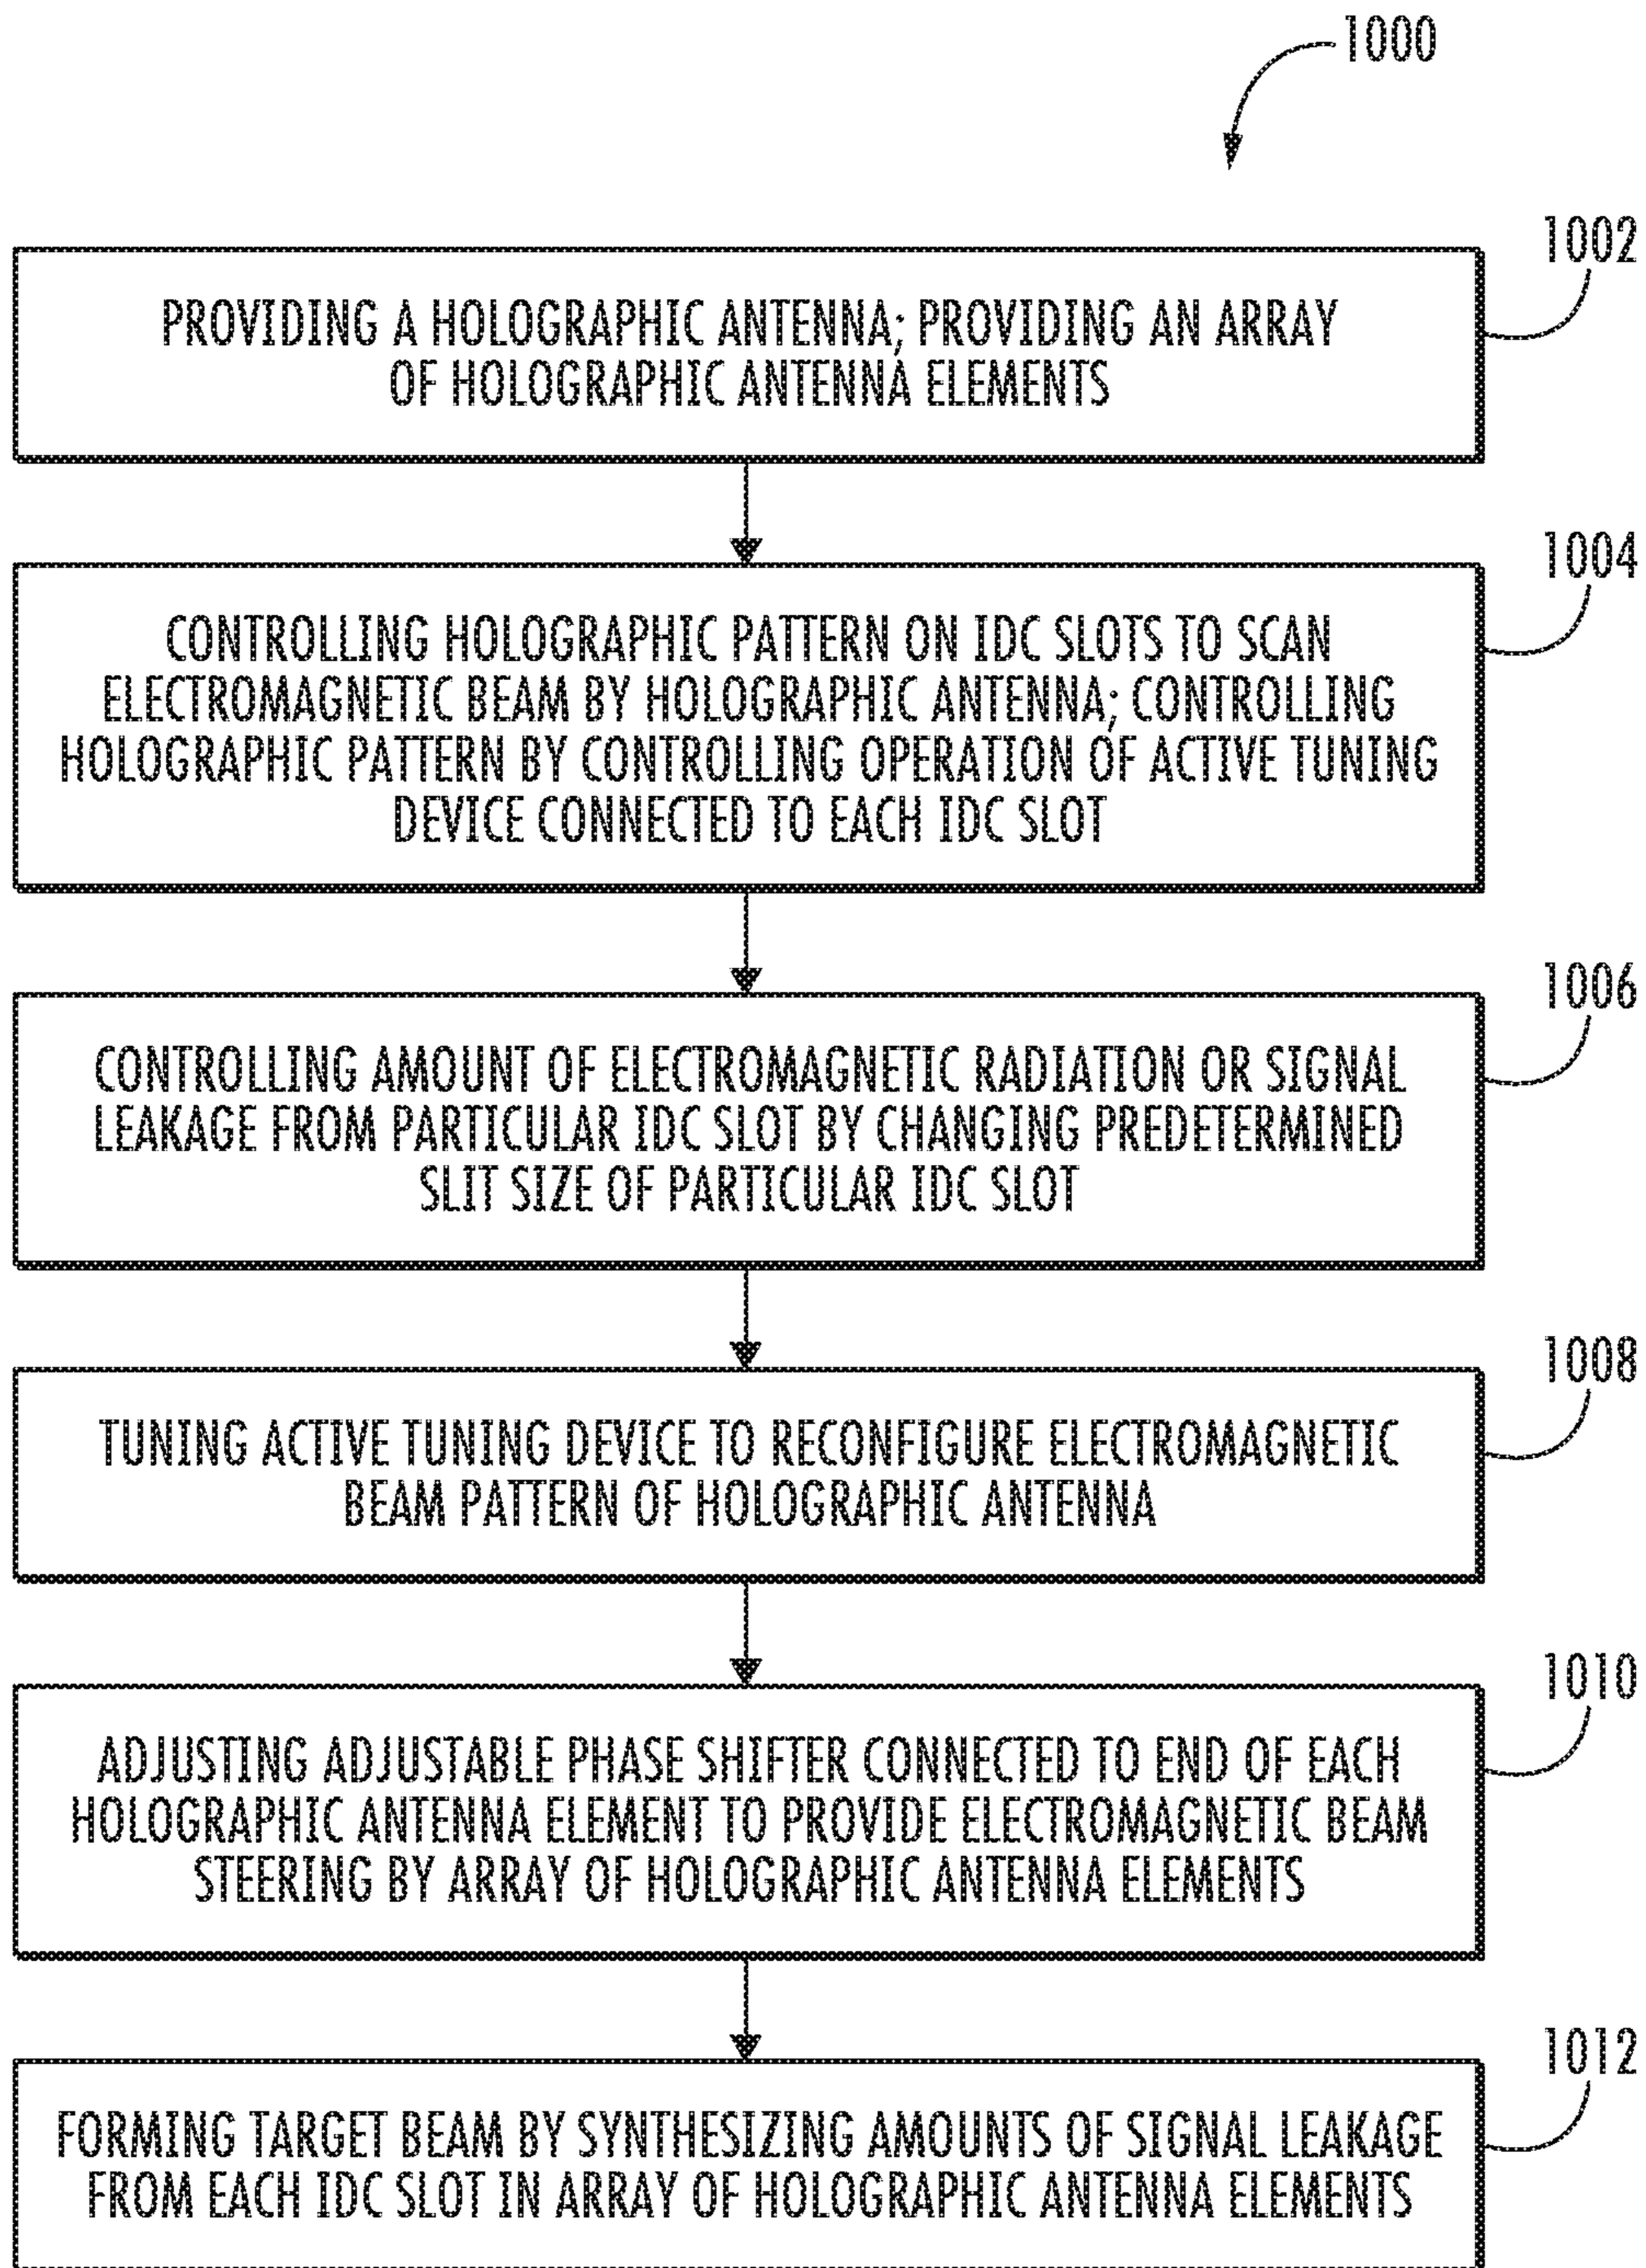 1000
1002
PROVIDING A HOLOGRAPHIC ANTENNA; PROVIDING AN ARRAY
OF HOLOGRAPHIC ANTENNA ELEMENTS
1004
CONTROLLING HOLOGRAPHIC PATTERN ON IDC SLOTS TO SCAN
ELECTROMAGNETIC BEAM BY HOLOGRAPHIC ANTENNA; CONTROLLING
HOLOGRAPHIC PATTERN BY CONTROLLING OPERATION OF ACTIVE TUNING
DEVICE CONNECTED TO EACH IDC SLOT
1006
CONTROLLING AMOUNT OF ELECTROMAGNETIC RADIATION OR SIGNAL
LEAKAGE FROM PARTICULAR IDC SLOT BY CHANGING PREDETERMINED
SLIT SIZE OF PARTICULAR IDC SLOT
1008
TUNING ACTIVE TUNING DEVICE TO RECONFIGURE ELECTROMAGNETIC
BEAM PATTERN OF HOLOGRAPHIC ANTENNA
1010
ADJUSTING ADJUSTABLE PHASE SHIFTER CONNECTED TO END OF EACH
HOLOGRAPHIC ANTENNA ELEMENT TO PROVIDE ELECTROMAGNETIC BEAM
STEERING BY ARRAY OF HOLOGRAPHIC ANTENNA ELEMENTS
1012
FORMING TARGET BEAM BY SYNTHESIZING AMOUNTS OF SIGNAL LEAKAGE
FROM EACH IDC SLOT IN ARRAY OF HOLOGRAPHIC ANTENNA ELEMENTS